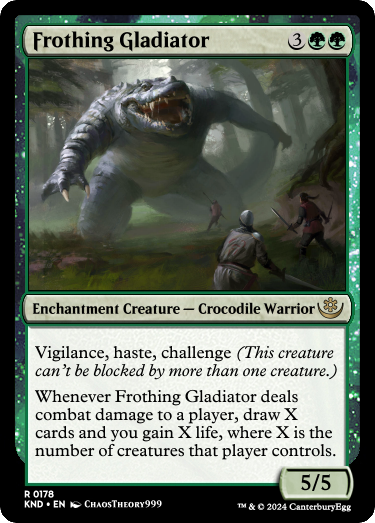 Frothing Gladiator 3
Enchantment Creature — Crocodile Warrior
Vigilance, haste, challenge (This creature
can't be blocked by more than one creature.)
Whenever Frothing Gladiator deals
combat damage to a player, draw X
cards and you gain X life, where X is the
number of creatures that player controls.
5/5
R 0178
KND • EN ChaosTheory999
™ & © 2024 CanterburyEgg